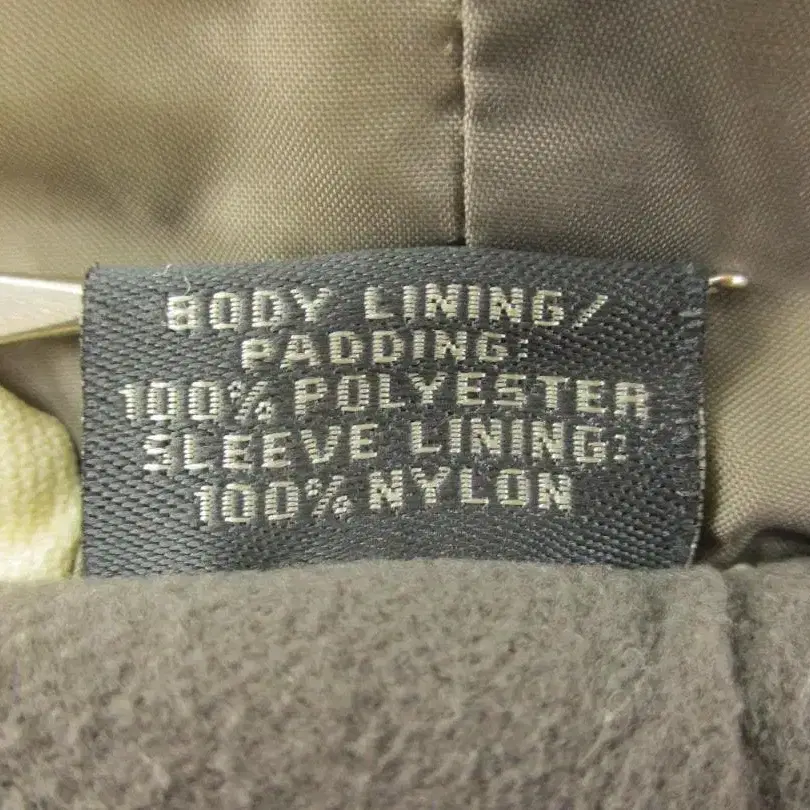 BODY LINING/
PADDING:
100% POLYESTER
SLEEVE LINING:
100% NYLON